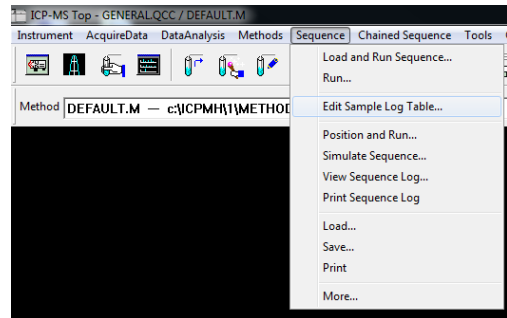 ICP-MS Top - GENERAL.QCC / DEFAULT.M
Instrument AcquireData DataAnalysis Methods Sequence Chained Sequence Tools
Method DEFAULT.M — c:\ICPMH\1\METHOD
Load and Run Sequence...
Run...
Edit Sample Log Table...
Position and Run...
Simulate Sequence...
View Sequence Log...
Print Sequence Log
Load...
Save...
Print
More...